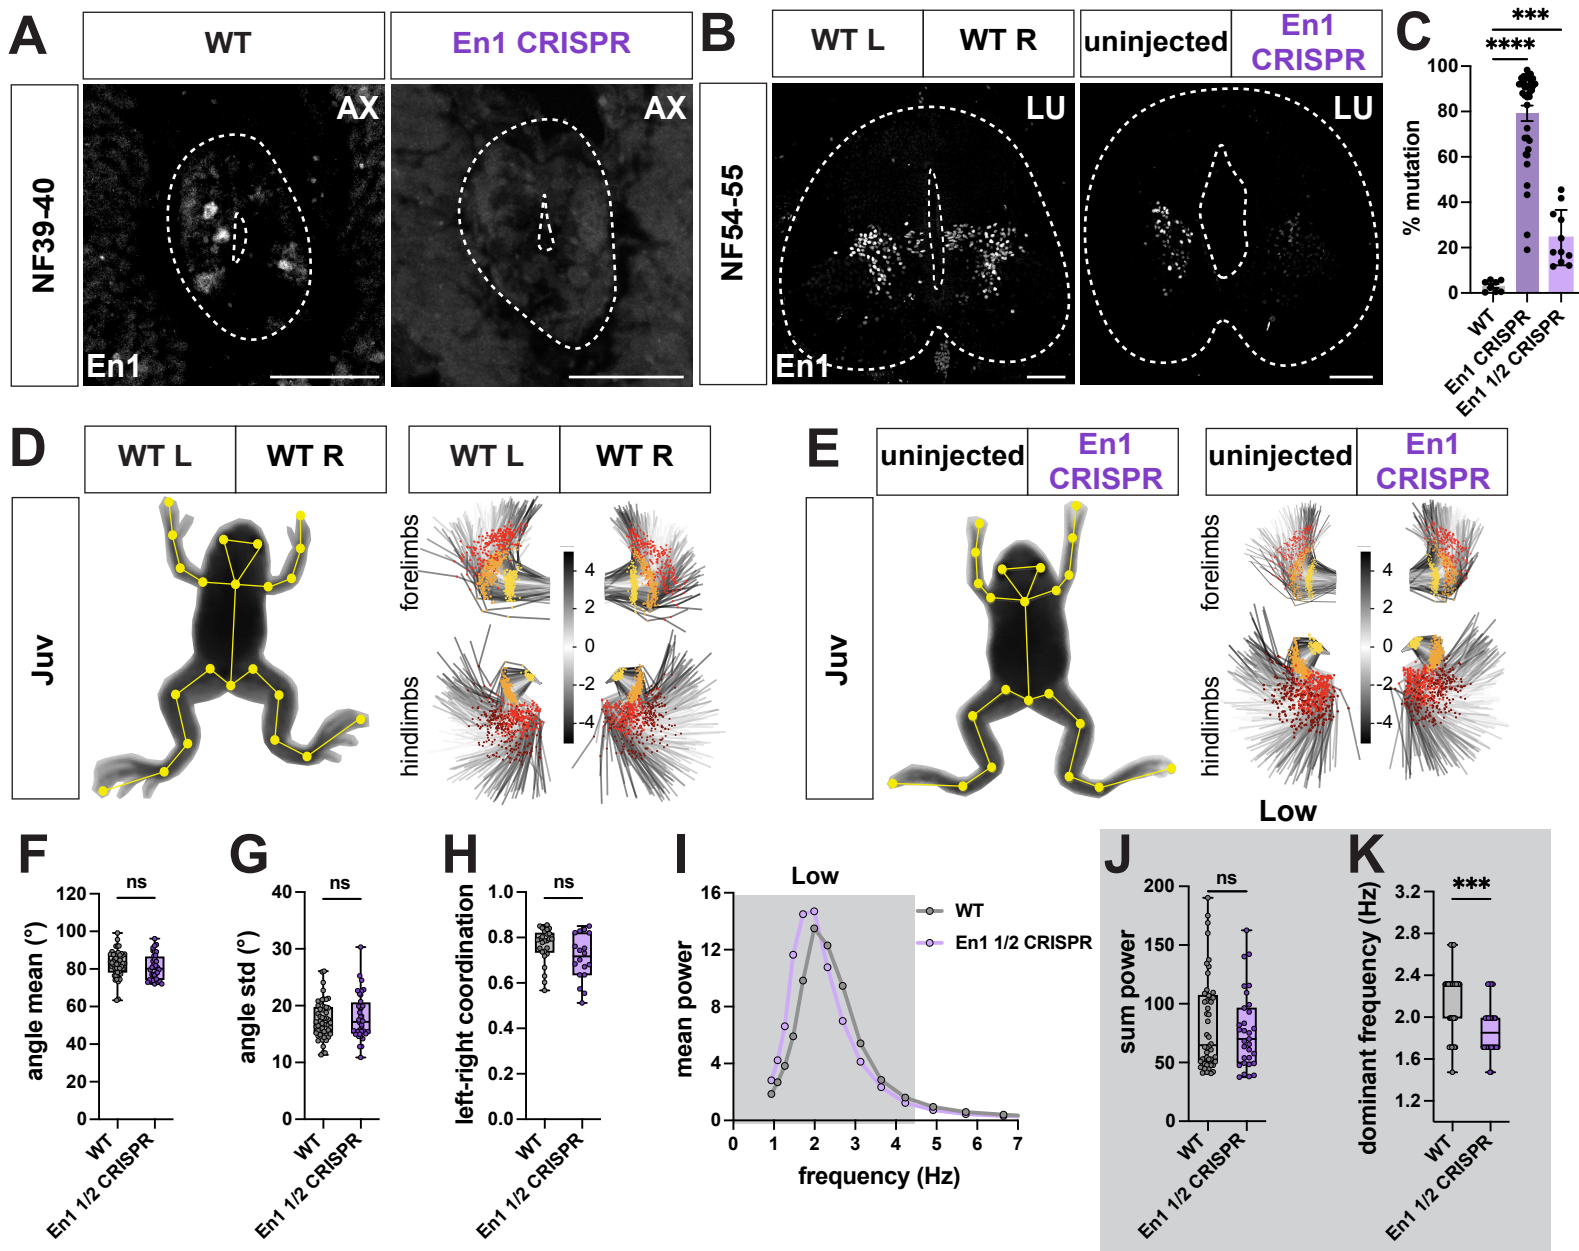 A
WT
En1 CRISPR
NF39-40
AX
En1
AX
B
WT L
WT R
uninjected
En1
CRISPR
NF54-55
LU
En1
LU
C
***
****
% mutation
100
80
60
40
20
0
WT
En1 CRISPR
En1 1/2 CRISPR
D
WT L
WT R
WT L
WT R
Juv
forelimbs
hindlimbs
4
2
0
-2
-4
E
uninjected
En1
CRISPR
uninjected
En1
CRISPR
Juv
forelimbs
hindlimbs
4
2
0
-2
-4
F
angle mean (°)
120
100
80
60
40
20
0
ns
WT
En1 1/2 CRISPR
G
angle std (°)
40
30
20
10
0
ns
WT
En1 1/2 CRISPR
H
left-right coordination
1.0
0.8
0.6
0.4
0.2
0.0
ns
WT
En1 1/2 CRISPR
I
Low
mean power
16
12
8
4
0
0 1 2 3 4 5 6 7
frequency (Hz)
WT
En1 1/2 CRISPR
Low
J
sum power
200
150
100
50
0
ns
WT
En1 1/2 CRISPR
K
dominant frequency (Hz)
3.2
2.8
2.4
2.0
1.6
1.2
***
WT
En1 1/2 CRISPR